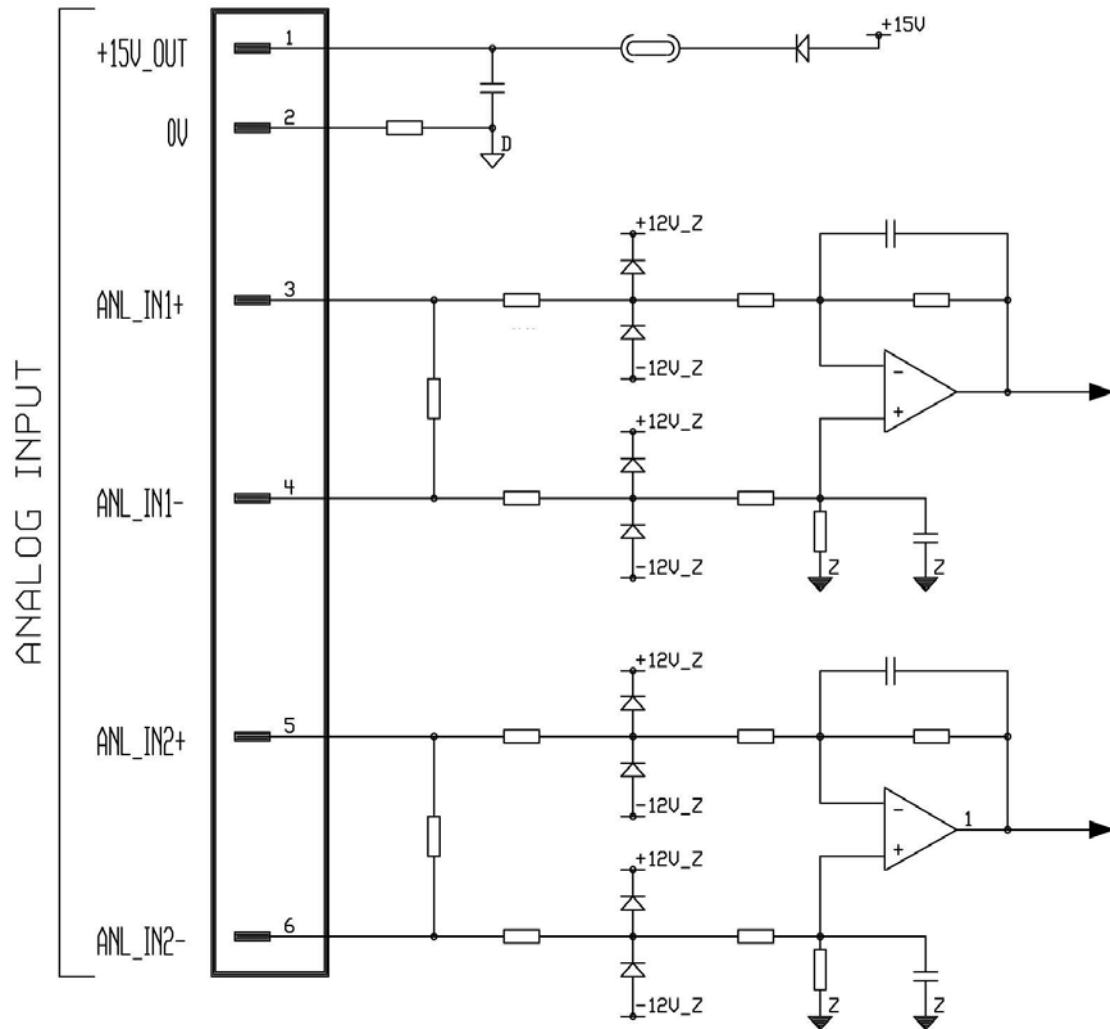 ANALOG INPUT
+15V_OUT
1
+15V
0V
2
D
+12V_Z
ANL_IN1+
3
-12V_Z
-
+
+12V_Z
ANL_IN1-
4
-12V_Z
Z
Z
+12V_Z
ANL_IN2+
5
-12V_Z
-
1
+
+12V_Z
ANL_IN2-
6
-12V_Z
Z
Z